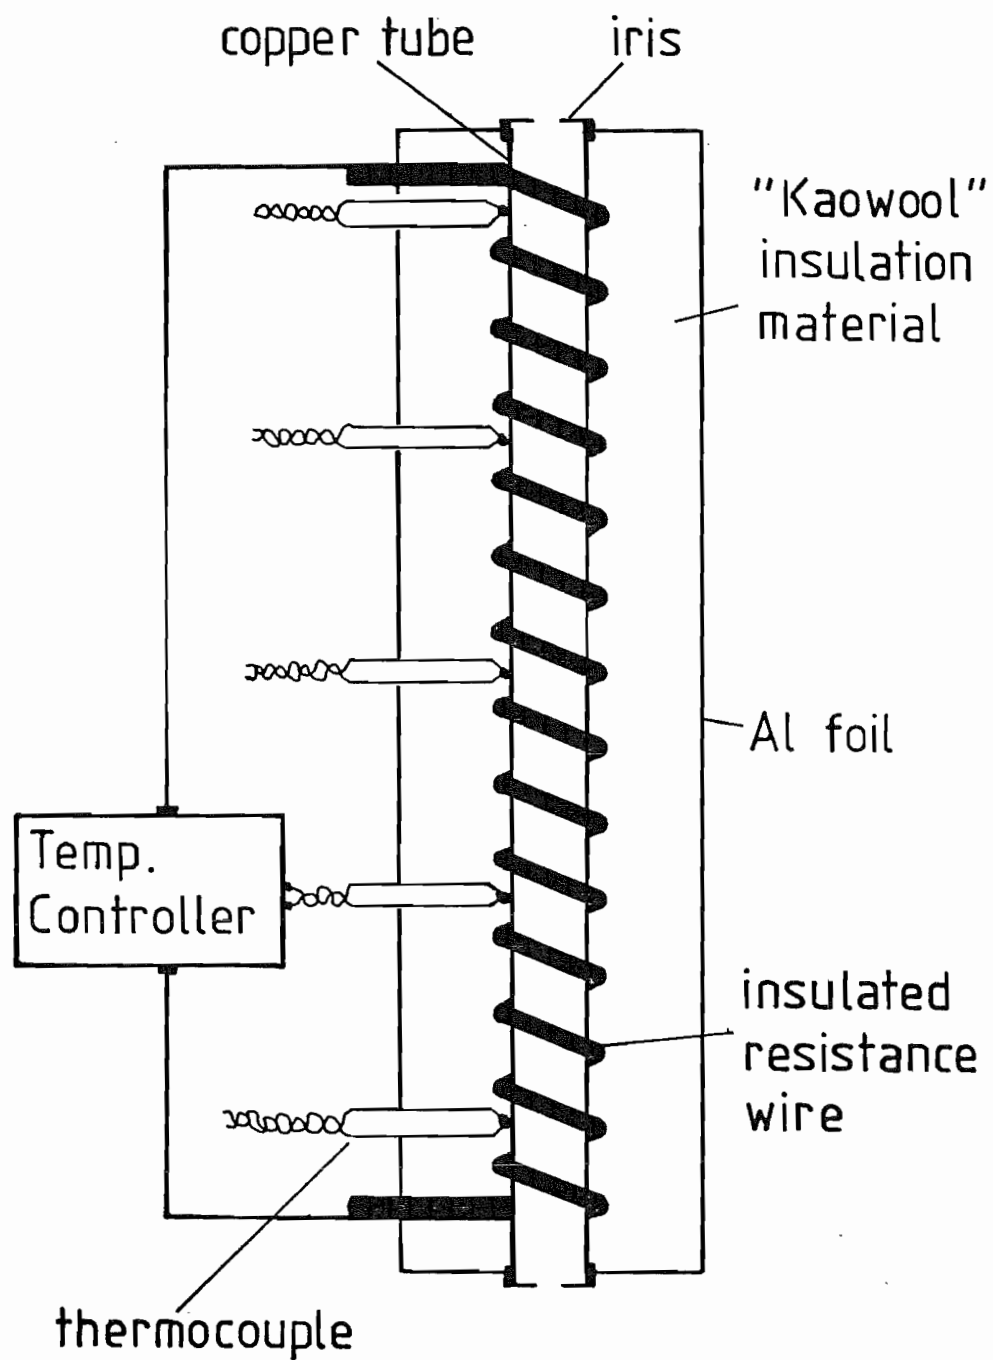 copper tube
iris
"Kaowool"
insulation
material
Al foil
Temp.
Controller
insulated
resistance
wire
thermocouple